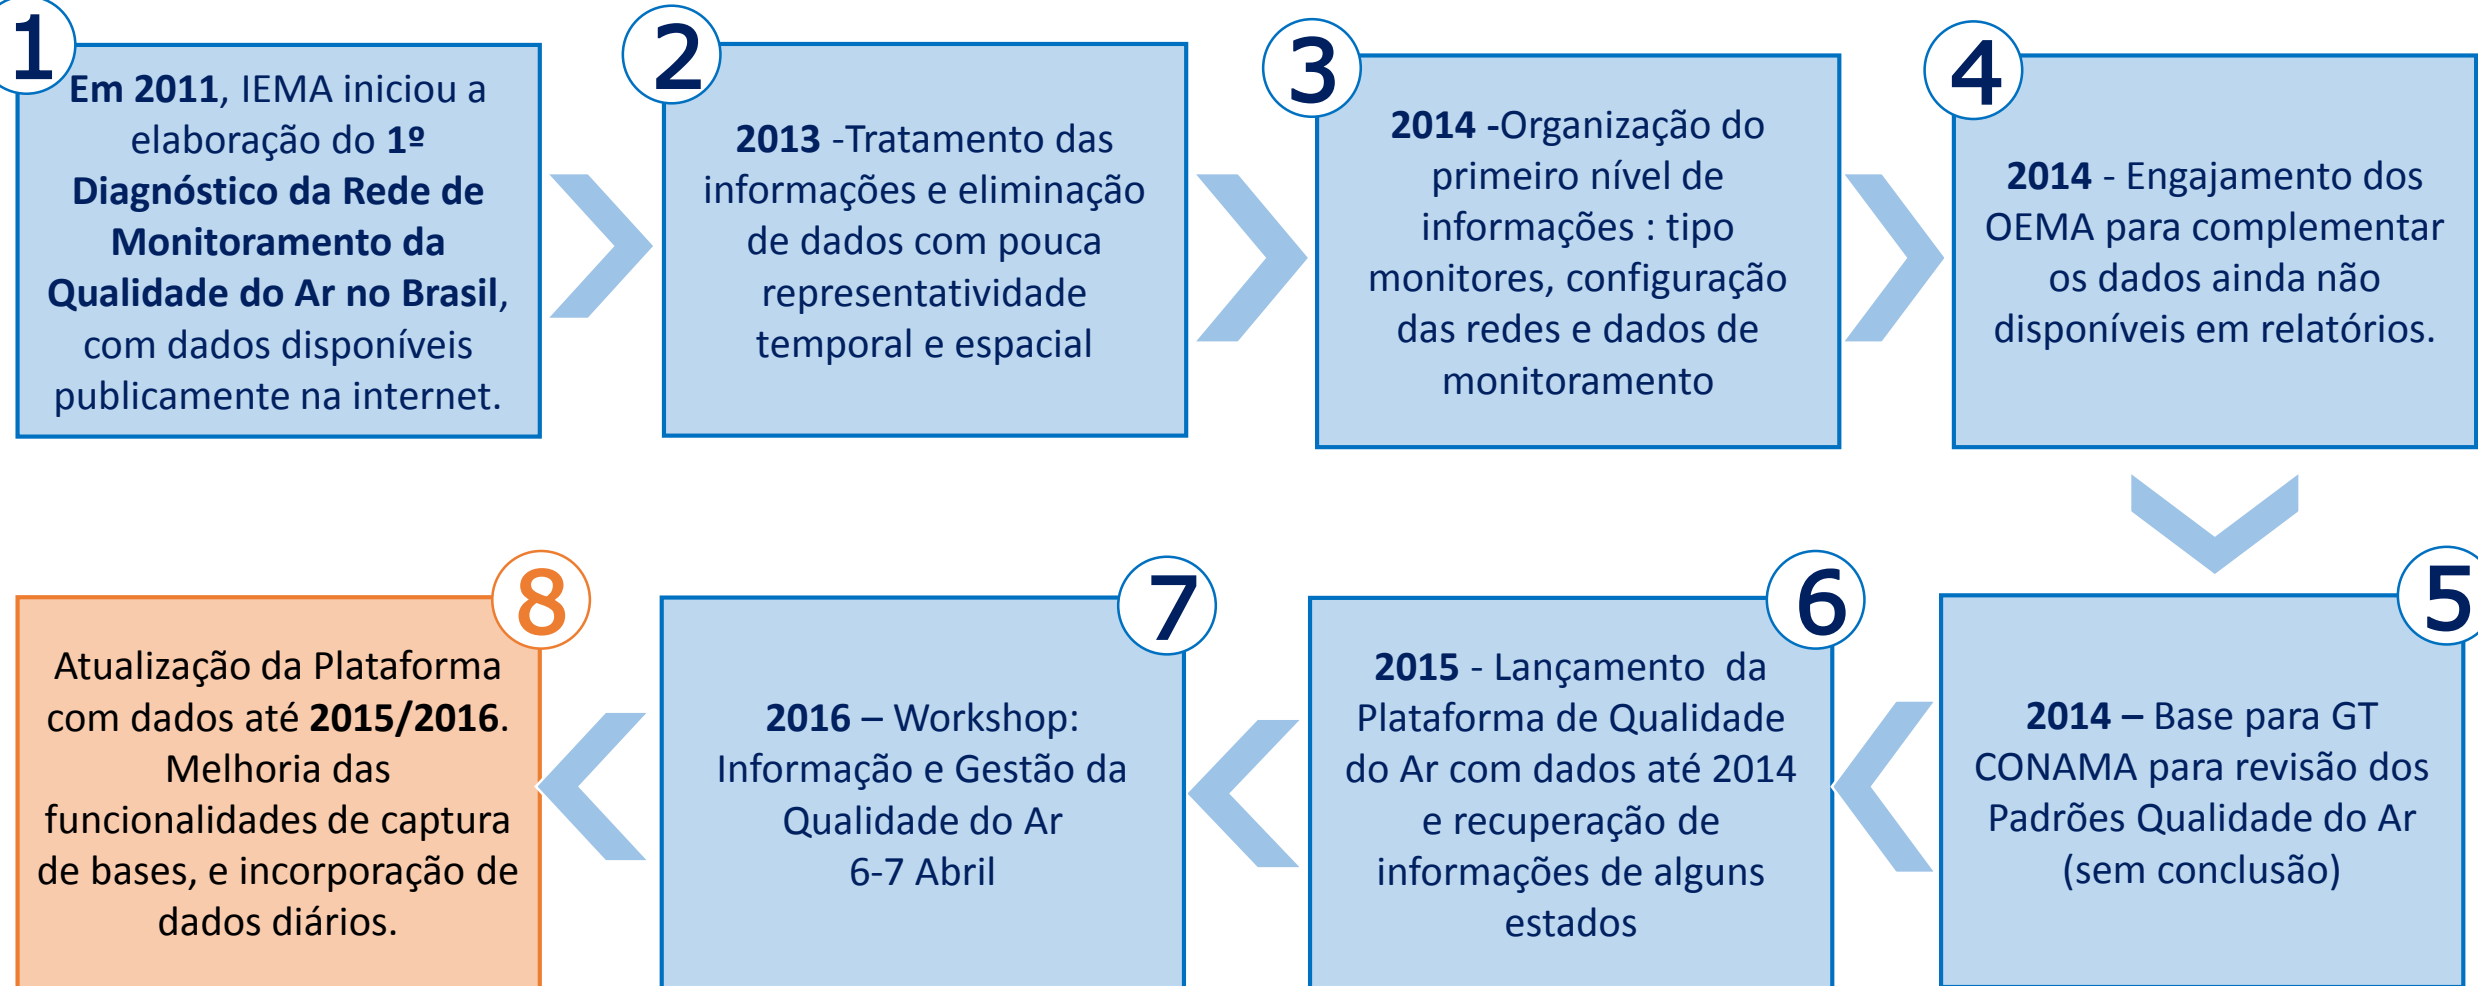 1
Em 2011, IEMA iniciou a
elaboração do 1º
Diagnóstico da Rede de
Monitoramento da
Qualidade do Ar no Brasil,
com dados disponíveis
publicamente na internet.
2
2013 -Tratamento das
informações e eliminação
de dados com pouca
representatividade
temporal e espacial
3
2014 -Organização do
primeiro nível de
informações : tipo
monitores, configuração
das redes e dados de
monitoramento
4
2014 - Engajamento dos
OEMA para complementar
os dados ainda não
disponíveis em relatórios.
5
2014 – Base para GT
CONAMA para revisão dos
Padrões Qualidade do Ar
(sem conclusão)
6
2015 - Lançamento  da
Plataforma de Qualidade
do Ar com dados até 2014
e recuperação de
informações de alguns
estados
7
2016 – Workshop:
Informação e Gestão da
Qualidade do Ar
6-7 Abril
8
Atualização da Plataforma
com dados até 2015/2016.
Melhoria das
funcionalidades de captura
de bases, e incorporação de
dados diários.